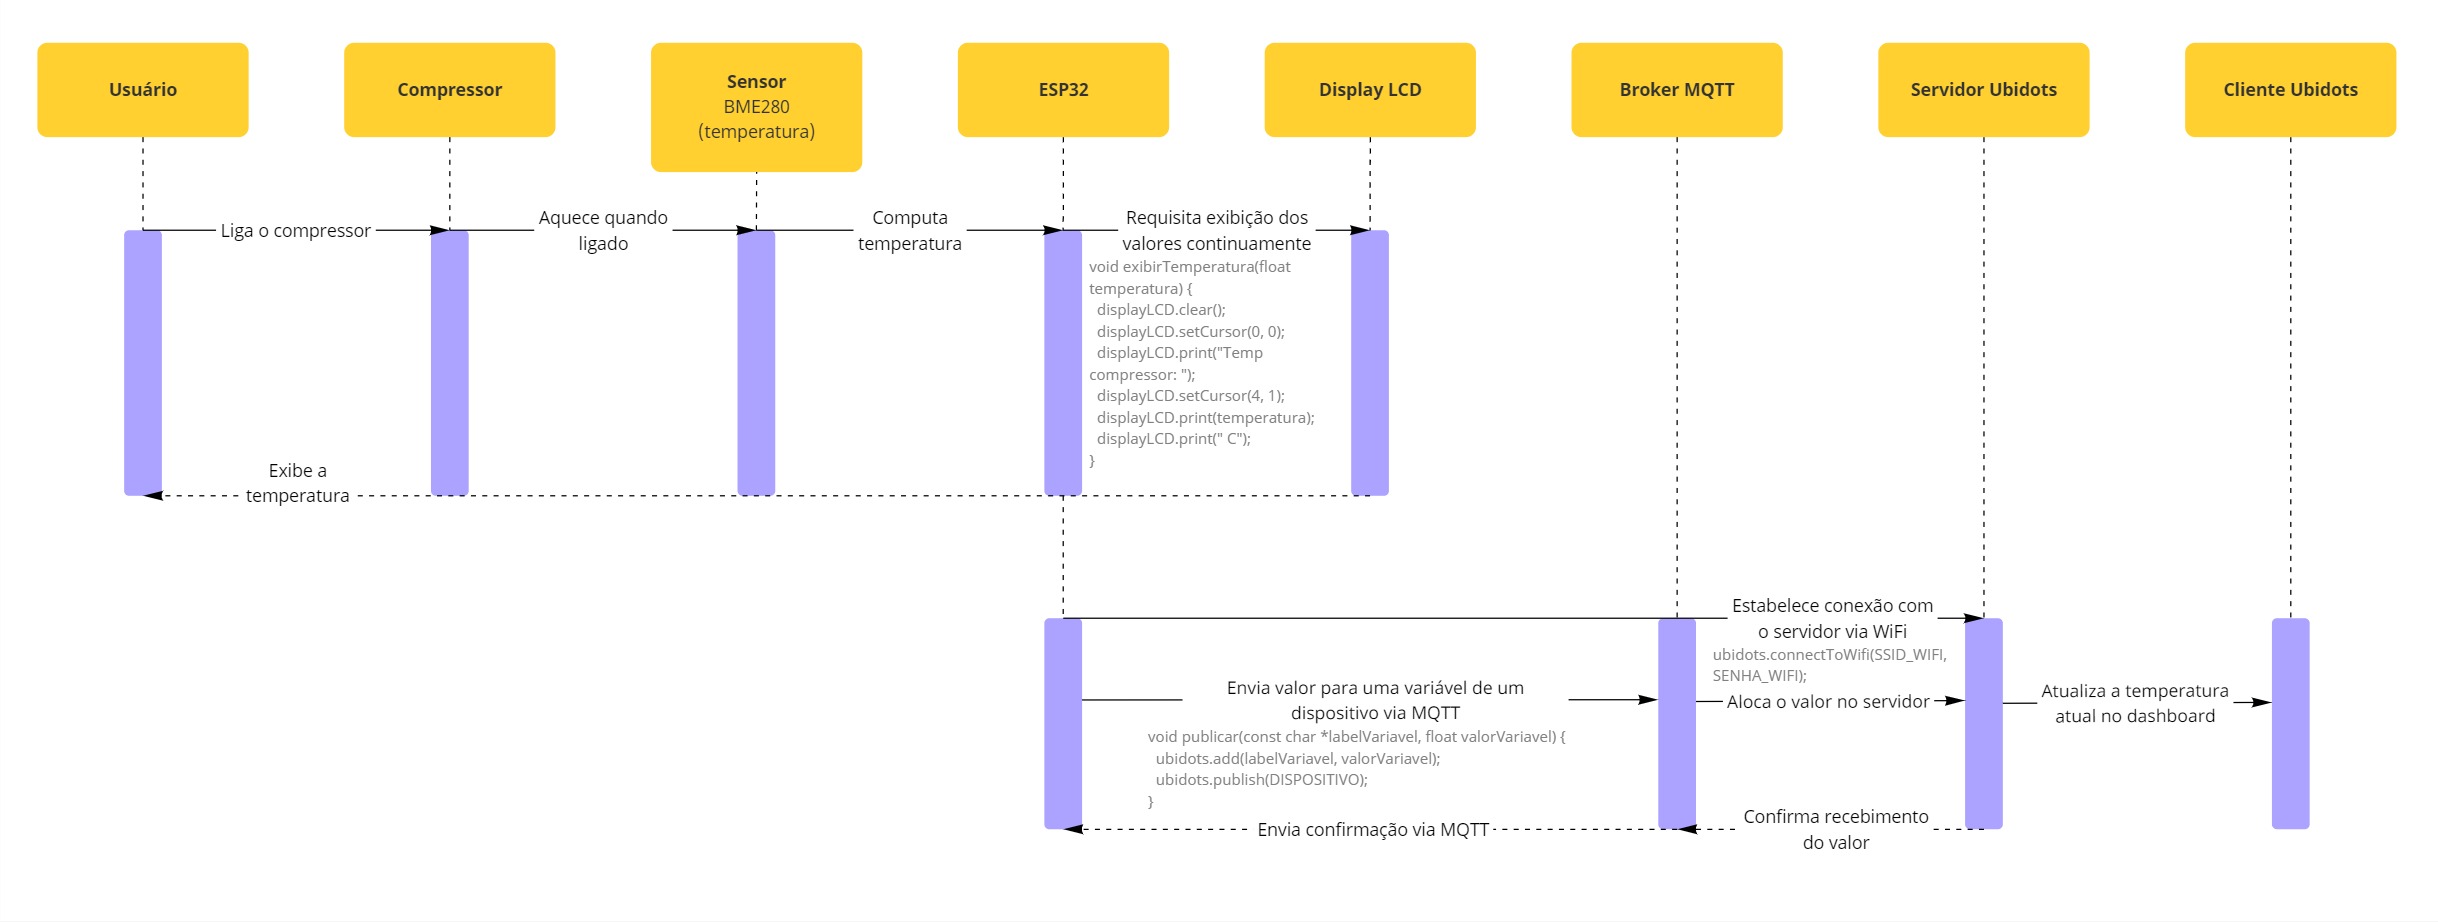 Usuário
Compressor
Sensor
BME280
(temperatura)
ESP32
Display LCD
Broker MQTT
Servidor Ubidots
Cliente Ubidots
Liga o compressor
Aquece quando
ligado
Computa
temperatura
Requisita exibição dos
valores continuamente
void exibirTemperatura(float
temperatura) {
  displayLCD.clear();
  displayLCD.setCursor(0, 0);
  displayLCD.print("Temp
compressor: ");
  displayLCD.setCursor(4, 1);
  displayLCD.print(temperatura);
  displayLCD.print(" C");
}
Exibe a
temperatura
Estabelece conexão com
o servidor via WiFi
ubidots.connectToWifi(SSID_WIFI,
SENHA_WIFI);
Envia valor para uma variável de um
dispositivo via MQTT
void publicar(const char *labelVariavel, float valorVariavel) {
  ubidots.add(labelVariavel, valorVariavel);
  ubidots.publish(DISPOSITIVO);
}
Aloca o valor no servidor
Atualiza a temperatura
atual no dashboard
Confirma recebimento
do valor
Envia confirmação via MQTT